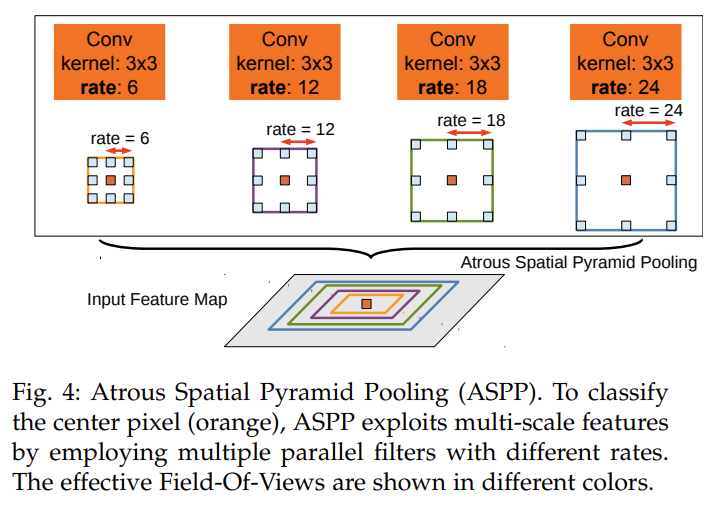 Conv
kernel: 3x3
rate: 6
Conv
kernel: 3x3
rate: 12
Conv
kernel: 3x3
rate: 18
Conv
kernel: 3x3
rate: 24
rate = 6
rate = 12
rate = 18
rate = 24
Atrous Spatial Pyramid Pooling
Input Feature Map
Fig. 4: Atrous Spatial Pyramid Pooling (ASPP). To classify
the center pixel (orange), ASPP exploits multi-scale features
by employing multiple parallel filters with different rates.
The effective Field-Of-Views are shown in different colors.